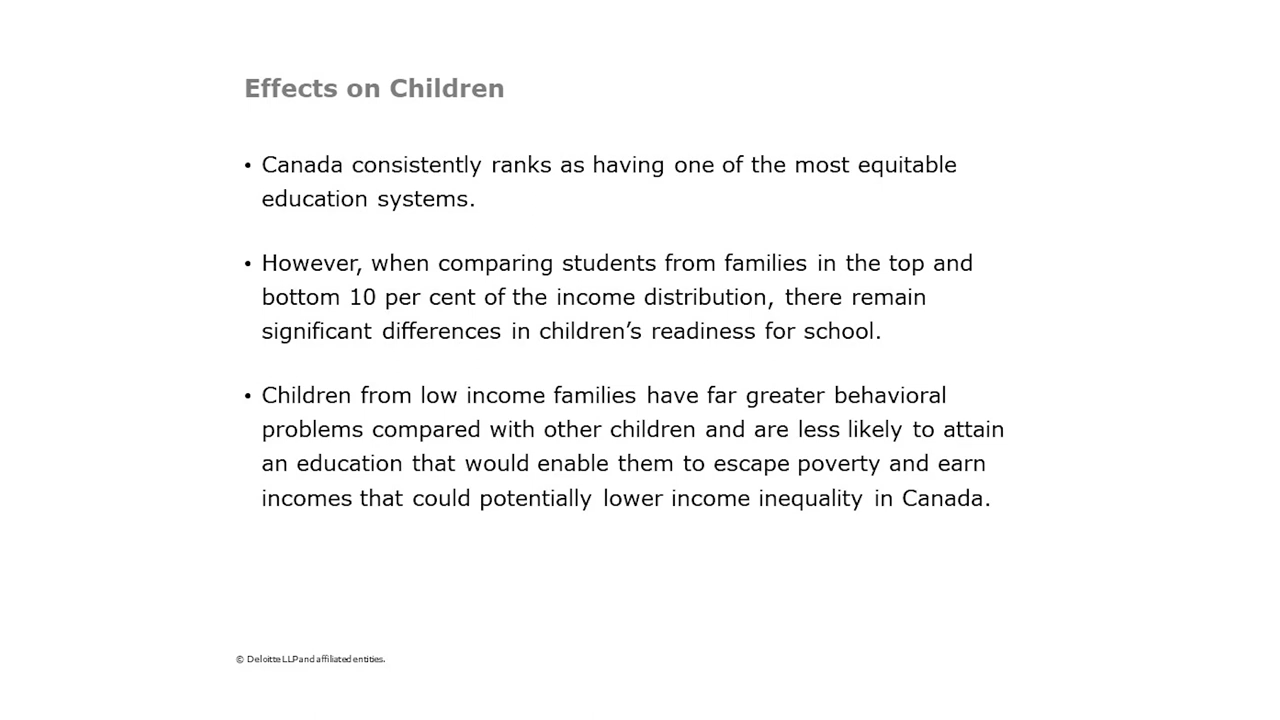 Effects on Children
• Canada consistently ranks as having one of the most equitable
education systems.
• However, when comparing students from families in the top and
bottom 10 per cent of the income distribution, there remain
significant differences in children’s readiness for school.
• Children from low income families have far greater behavioral
problems compared with other children and are less likely to attain
an education that would enable them to escape poverty and earn
incomes that could potentially lower income inequality in Canada.
© Deloitte LLP and affiliated entities.